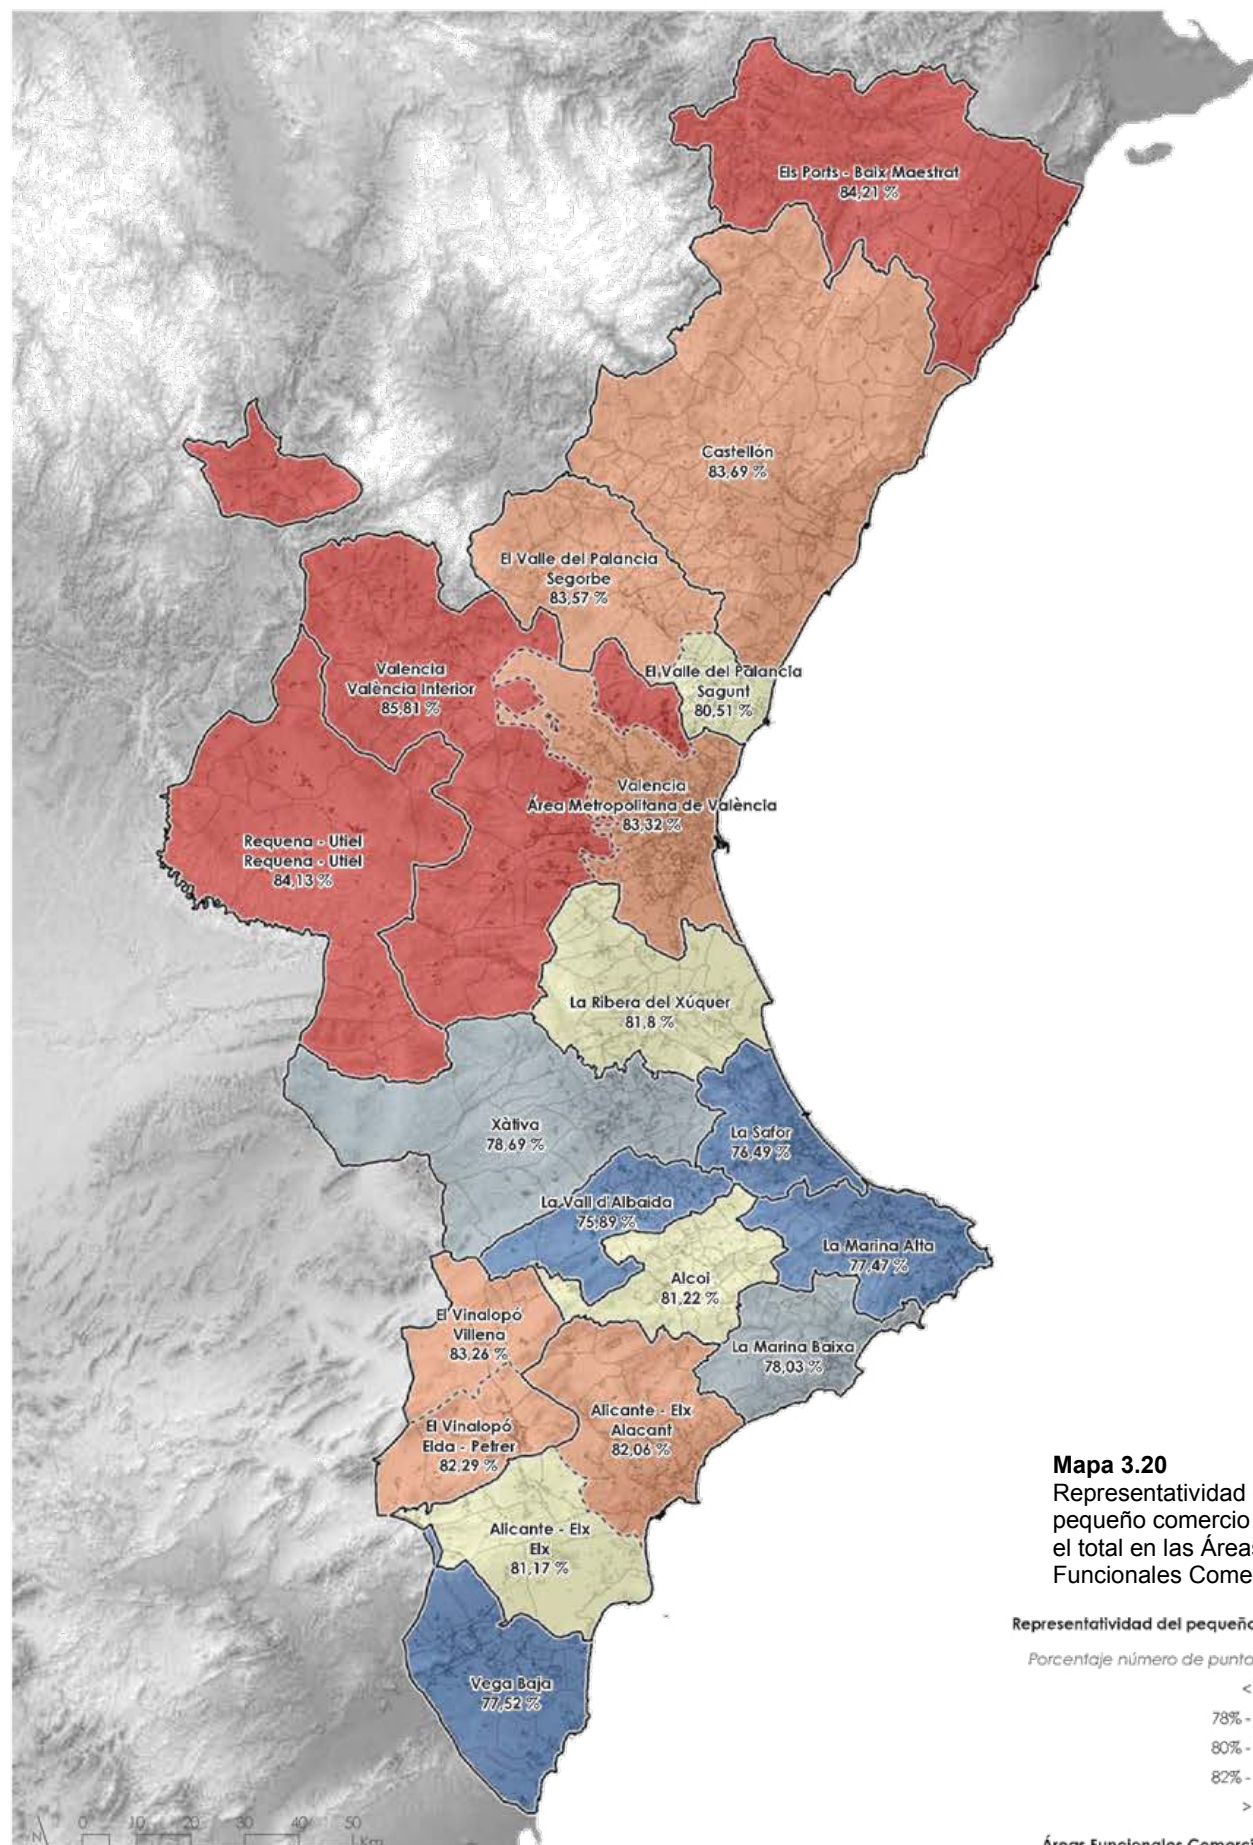 Els Ports - Baix Maestrat
84,21 %
Castellón
83,69 %
El Valle del Palancia
Segorbe
83,57 %
Valencia
València Interior
85,81 %
El Valle del Palancia
Sagunt
80,51 %
Valencia
Área Metropolitana de València
83,32 %
Requena - Utiel
Requena - Utiel
84,13 %
La Ribera del Xúquer
81,8 %
Xàtiva
78,69 %
La Safor
76,49 %
La Vall d'Albaida
75,89 %
La Marina Alta
77,47 %
Alcoi
81,22 %
El Vinalopó
Villena
83,26 %
La Marina Baixa
78,03 %
Alicante - Elx
Alacant
82,06 %
El Vinalopó
Elda - Petrer
82,29 %
Alicante - Elx
Elx
81,17 %
Vega Baja
77,52 %
Mapa 3.20
Representatividad
pequeño comercio
el total en las Áreas
Funcionales Come
Representatividad del pequeño
Porcentaje número de punto
<
78% -
80% -
82% -
>
Áreas Funcionales Comerci
N 0 10 20 30 40 50
Km